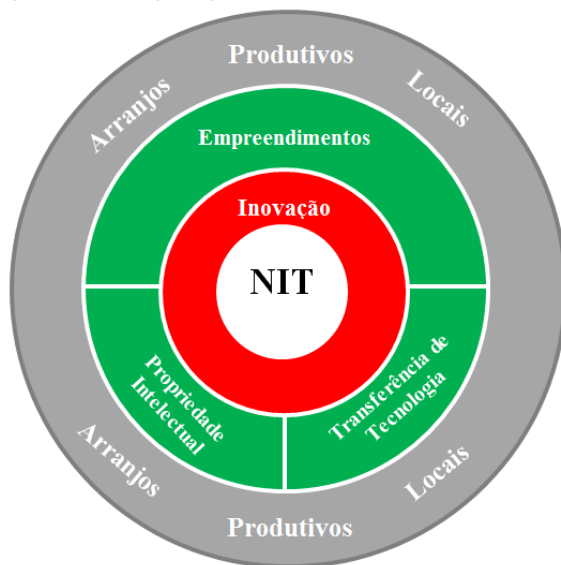 Arranjos
Produtivos
Locais
Empreendimentos
Inovação
NIT
Propriedade
Intelectual
Transferência de
Tecnologia
Arranjos
Produtivos
Locais